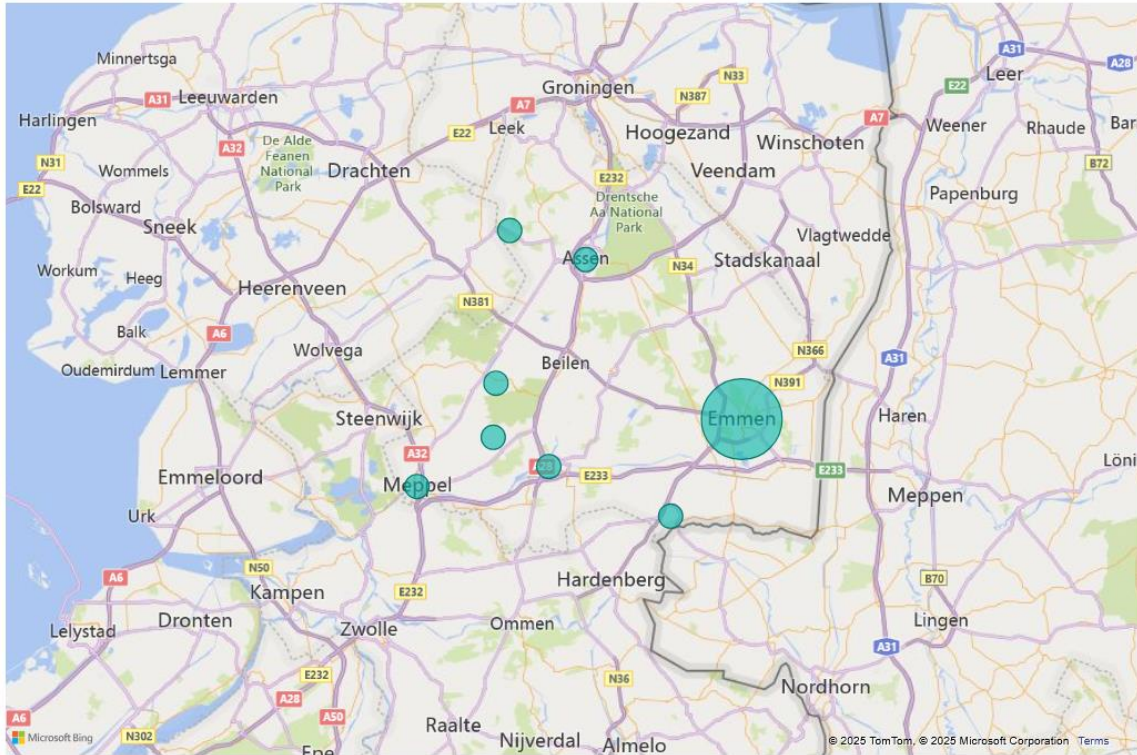 Minnertsga
A31
Leeuwarden
Harlingen
N31
A32
E22
Wommels
Bolsward
De Alde
Feanen
National
Park
Sneek
Workum
Heeg
Balk
Oudemirdum
Lemmer
Heerenveen
A6
Wolvega
Drachten
E22
Leek
A7
Groningen
N387
N33
Hoogezand
Winschoten
A7
E232
Veendam
Drentsche
Aa National
Park
Assen
N34
Stadskanaal
Vlagtwedde
A31
Leer
A28
E22
Weener
Rhaude
Bar
B72
Papenburg
N381
Beilen
N366
N391
A31
Haren
Steenwijk
A32
Meppel
A28
E233
Emmen
E233
Meppen
Löni
Emmeloord
Urk
A6
N50
Kampen
E232
Hardenberg
B70
Lelystad
Dronten
Zwolle
Ommen
Lingen
A31
E232
A28
A50
N36
Nordhorn
A6
N302
Raalte
Epe
Nijverdal
Almelo
Microsoft Bing
© 2025 TomTom, © 2025 Microsoft Corporation Terms